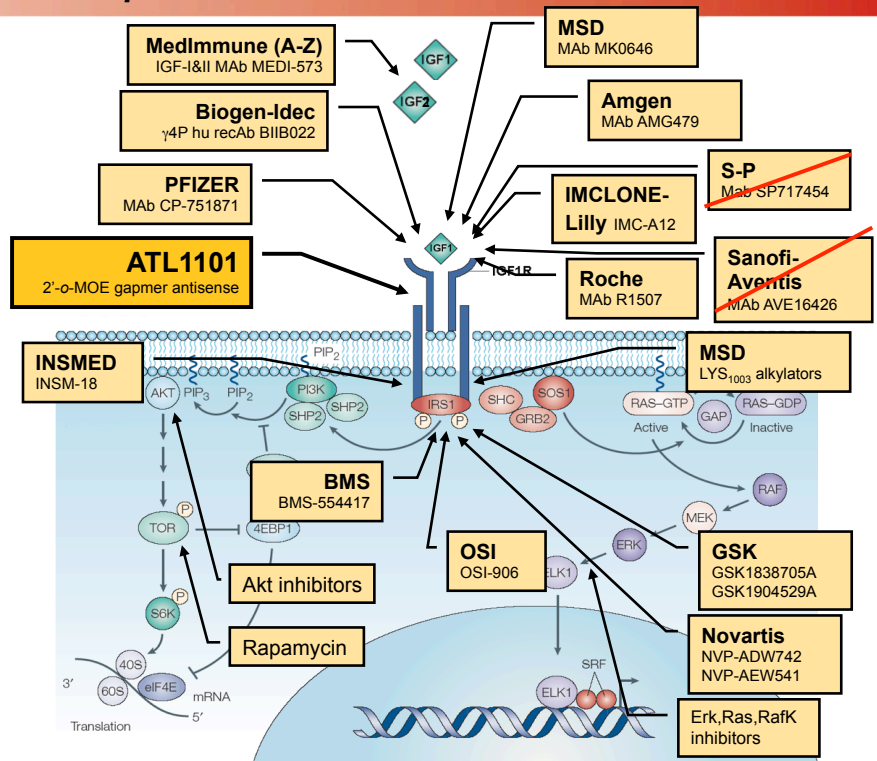 MedImmune (A-Z)
IGF-I&II MAb MEDI-573
IGF1
IGF2
MSD
MAb MK0646
Biogen-Idec
γ4P hu recAb BIIB022
Amgen
MAb AMG479
PFIZER
MAb CP-751871
IMCLONE-
Lilly IMC-A12
S-P
Mab SP717454
ATL1101
2'-o-MOE gapmer antisense
IGF1
IGF1R
Roche
MAb R1507
Sanofi-
Aventis
MAb AVE16426
INSMED
INSM-18
PIP2
MSD
LYS1003 alkylators
AKT
PIP3
PIP2
PI3K
SHP2
SHP2
IRS1
P
P
SHC
GRB2
SOS1
RAS–GTP
GAP
RAS–GDP
Active
Inactive
BMS
BMS-554417
RAF
MEK
ERK
TOR
P
4EBP1
OSI
OSI-906
ELK1
GSK
GSK1838705A
GSK1904529A
Akt inhibitors
S6K
P
Rapamycin
Novartis
NVP-ADW742
NVP-AEW541
40S
60S
eIF4E
3′
mRNA
5′
Translation
SRF
ELK1
Erk,Ras,RafK
inhibitors